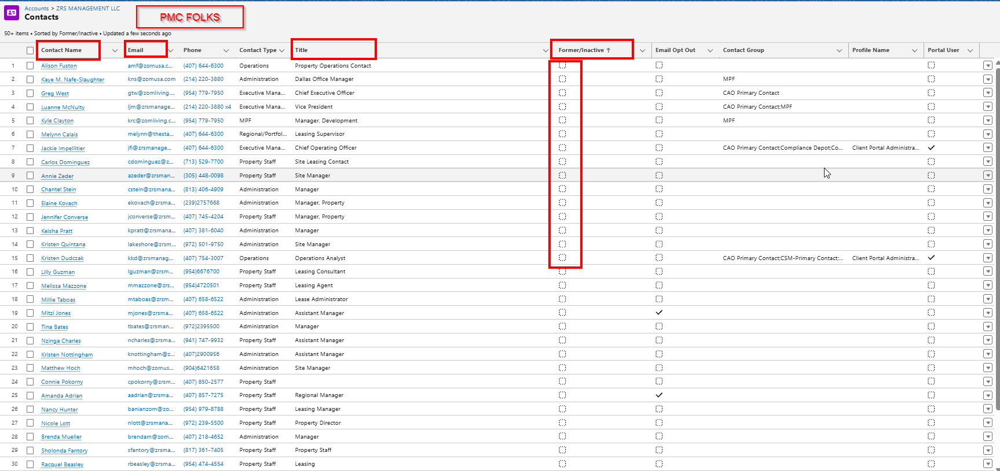 Accounts > ZRS MANAGEMENT LLC
Contacts
PMC FOLKS
50+ items • Sorted by Former/Inactive • Updated a few seconds ago
Contact Name Email Phone Contact Type Title Former/Inactive ↑ Email Opt Out Contact Group Profile Name Portal User
1 Alison Fuston amf@zomusa.c... (407) 644-6300 Operations Property Operations Contact
2 Kaye M. Nafe-Slaughter kns@zomusa.com (214) 220-3880 Administration Dallas Office Manager MPF
3 Greg West gtw@zomliving.... (954) 779-7950 Executive Mana... Chief Executive Officer CAO Primary Contact
4 Luanne McNulty ljm@zrsmanage... (214) 220-3880 x4 Executive Mana... Vice President CAO Primary Contact;MPF
5 Kyle Clayton krc@zomliving.c... (954) 779-7950 MPF Manager, Development MPF
6 Melynn Calais melynn@thesta... (407) 644-6300 Regional/Portfol... Leasing Supervisor
7 Jackie Impellitier jfi@zrsmanage... (407) 644-6300 Executive Mana... Chief Operating Officer CAO Primary Contact;Compliance Depot;Co... Client Portal Administra...
8 Carlos Dominguez cdominguez@z... (713) 529-7700 Property Staff Site Leasing Contact
9 Annie Zeder azeder@zrsman... (305) 448-0098 Property Staff Site Manager
10 Chantel Stein cstein@zrsmana... (813) 406-4909 Administration Manager
11 Elaine Kovach ekovach@zrsma... (239)2757668 Administration Manager, Property
12 Jennifer Converse jconverse@zrsm... (407) 745-4204 Property Staff Manager, Property
13 Keisha Pratt kpratt@zrsmana... (407) 381-6040 Administration Manager
14 Kristen Quintana lakeshore@zrsm... (972) 501-9750 Administration Site Manager
15 Kristen Dudczak kkd@zrsmanag... (407) 754-3007 Operations Operations Analyst CAO Primary Contact;CSM-Primary Contact;... Client Portal Administra...
16 Lilly Guzman lguzman@zrsm... (954)6676700 Property Staff Leasing Consultant
17 Melissa Mazzone mmazzone@zrs... (954)4720501 Property Staff Leasing Agent
18 Millie Taboas mtaboas@zrsm... (407) 658-6522 Administration Lease Administrator
19 Mitzi Jones mjones@zrsma... (407) 658-6522 Administration Assistant Manager
20 Tina Bates tbates@zrsman... (972)2395500 Administration Manager
21 Nzinga Charles ncharles@zrsma... (941) 747-9932 Property Staff Assistant Manager
22 Kristen Nottingham knottingham@z... (407)2900956 Administration Assistant Manager
23 Matthew Hoch mhoch@zomus... (904)6421658 Administration Site Manager
24 Connie Pokorny cpokorny@zrsm... (407) 850-2577 Property Staff
25 Amanda Adrian aadrian@zrsma... (407) 857-7275 Property Staff Regional Manager
26 Nancy Hunter banianzom@zo... (954) 979-8788 Property Staff Leasing Manager
27 Nicole Lott nlott@zrsmana... (972) 239-5500 Property Staff Property Director
28 Brenda Mueller brendam@zom... (407) 218-4652 Administration Manager
29 Sholonda Fantory sfantory@zrsma... (817) 361-7405 Property Staff Property Staff
30 Racquel Beasley rbeasley@zrsma... (954) 474-4554 Property Staff Leasing